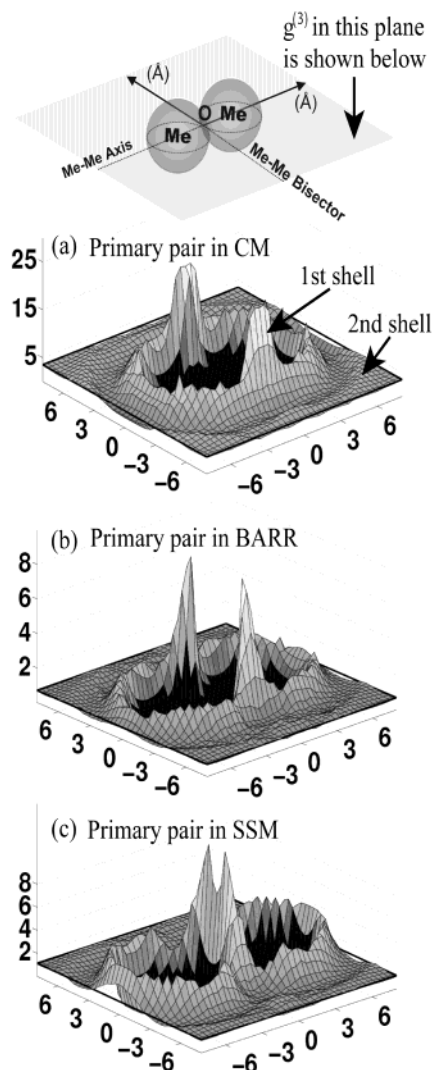 g(3) in this plane
is shown below
(Å)
(Å)
O
Me
Me
Me-Me Axis
Me-Me Bisector
(a) Primary pair in CM
25
15
5
1st shell
2nd shell
6 3 0 -3 -6
-6 -3 0 3 6
(b) Primary pair in BARR
8
6
4
2
6 3 0 -3 -6
-6 -3 0 3 6
(c) Primary pair in SSM
8
6
4
2
6 3 0 -3 -6
-6 -3 0 3 6